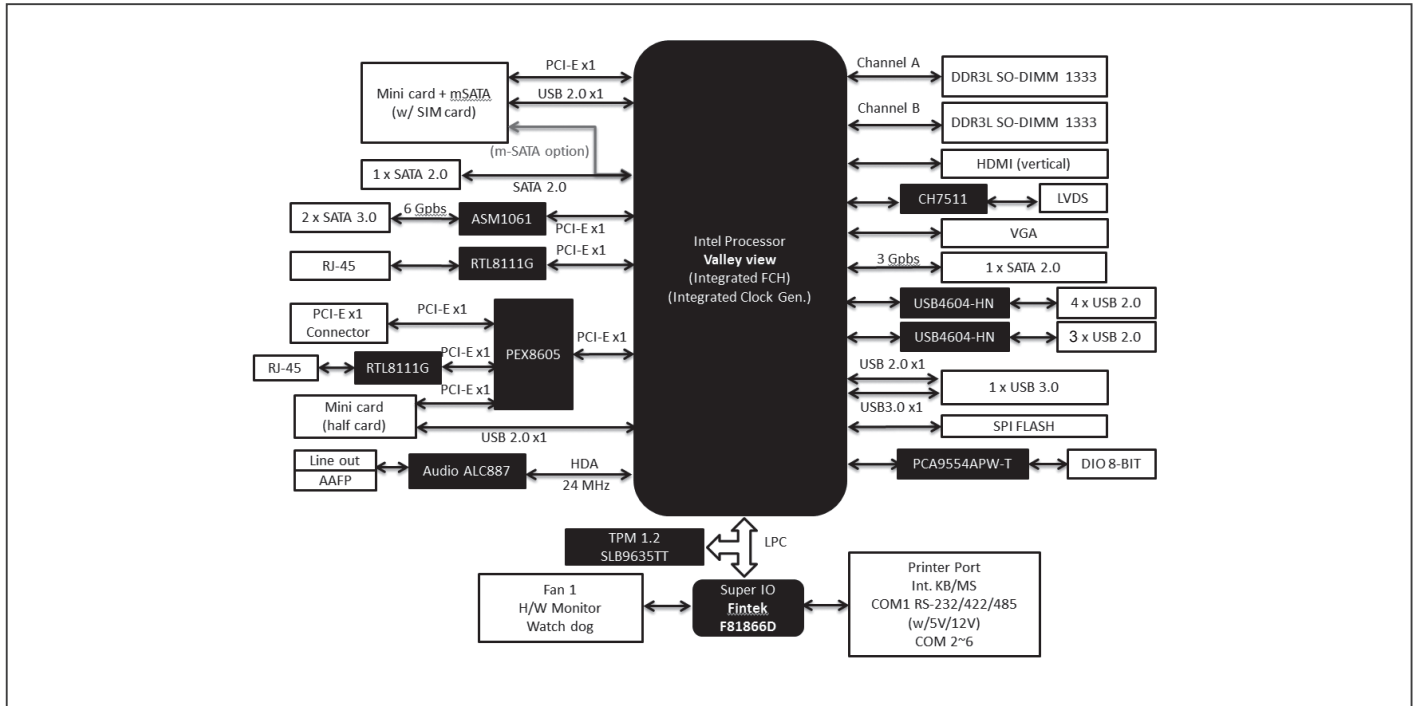 PCI-E x1
Mini card + mSATA
(w/ SIM card)
USB 2.0 x1
(m-SATA option)
1 x SATA 2.0
SATA 2.0
2 x SATA 3.0
6 Gpbs
ASM1061
PCI-E x1
RJ-45
RTL8111G
PCI-E x1
PCI-E x1
Connector
PCI-E x1
PEX8605
PCI-E x1
RJ-45
RTL8111G
PCI-E x1
PCI-E x1
Mini card
(half card)
USB 2.0 x1
Line out
AAFP
Audio ALC887
HDA
24 MHz
Intel Processor
Valley view
(Integrated FCH)
(Integrated Clock Gen.)
Channel A
DDR3L SO-DIMM 1333
Channel B
DDR3L SO-DIMM 1333
HDMI (vertical)
CH7511
LVDS
VGA
3 Gpbs
1 x SATA 2.0
USB4604-HN
4 x USB 2.0
USB4604-HN
3 x USB 2.0
USB 2.0 x1
1 x USB 3.0
USB3.0 x1
SPI FLASH
PCA9554APW-T
DIO 8-BIT
TPM 1.2
SLB9635TT
LPC
Fan 1
H/W Monitor
Watch dog
Super IO
Fintek
F81866D
Printer Port
Int. KB/MS
COM1 RS-232/422/485
(w/5V/12V)
COM 2~6